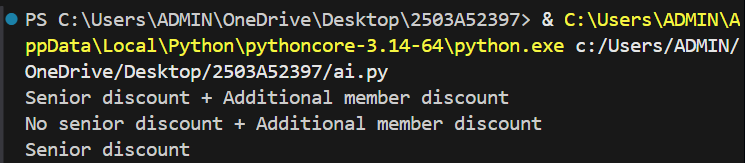 PS C:\Users\ADMIN\OneDrive\Desktop\2503A52397> & C:\Users\ADMIN\A
ppData\Local\Python\pythoncore-3.14-64\python.exe c:/Users/ADMIN/
OneDrive/Desktop/2503A52397/ai.py
Senior discount + Additional member discount
No senior discount + Additional member discount
Senior discount